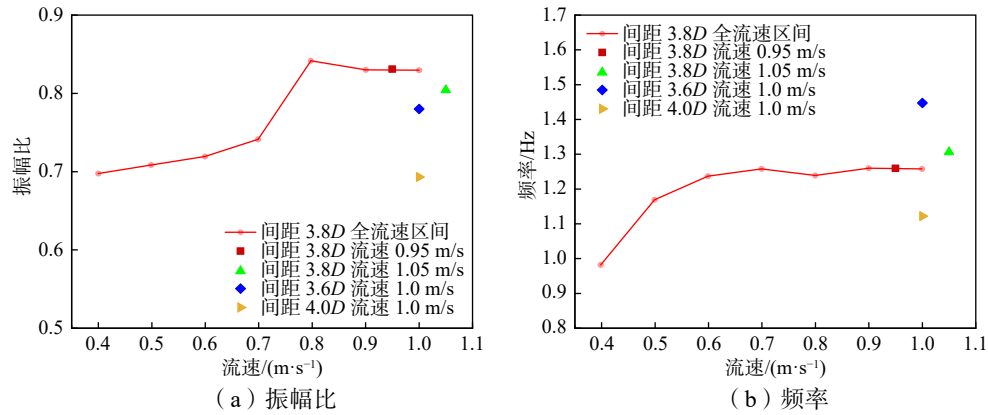 0.9
0.8
0.7
0.6
0.5
振幅比
间距 3.8D 全流速区间
间距 3.8D 流速 0.95 m/s
间距 3.8D 流速 1.05 m/s
间距 3.6D 流速 1.0 m/s
间距 4.0D 流速 1.0 m/s
0.4 0.5 0.6 0.7 0.8 0.9 1.0 1.1
流速/(m·s⁻¹)
(a)振幅比
1.7
1.6
1.5
1.4
1.3
1.2
1.1
1.0
0.9
0.8
频率/Hz
间距 3.8D 全流速区间
间距 3.8D 流速 0.95 m/s
间距 3.8D 流速 1.05 m/s
间距 3.6D 流速 1.0 m/s
间距 4.0D 流速 1.0 m/s
0.4 0.5 0.6 0.7 0.8 0.9 1.0 1.1
流速/(m·s⁻¹)
(b)频率